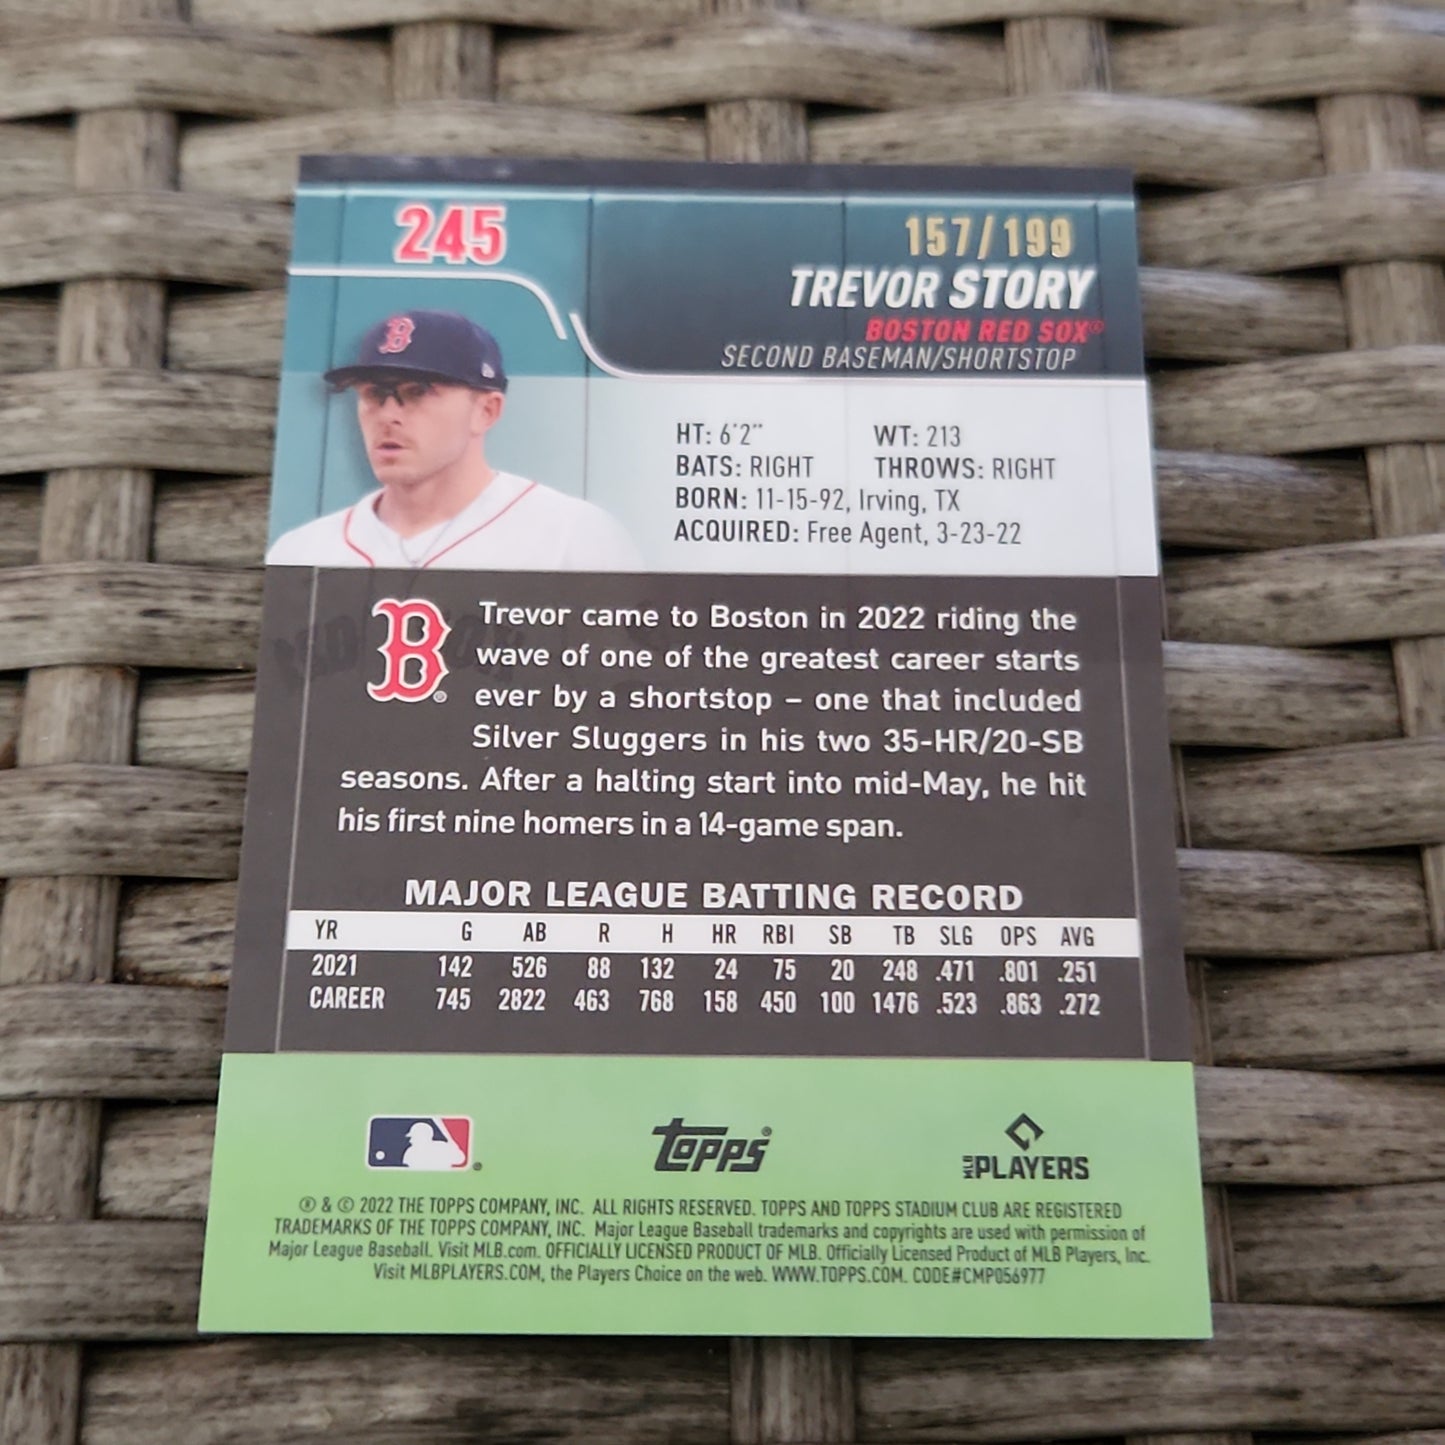 245
157/199
TREVOR STORY
BOSTON RED SOX®
SECOND BASEMAN/SHORTSTOP
HT: 6'2" WT: 213
BATS: RIGHT THROWS: RIGHT
BORN: 11-15-92, Irving, TX
ACQUIRED: Free Agent, 3-23-22
B®
Trevor came to Boston in 2022 riding the
wave of one of the greatest career starts
ever by a shortstop – one that included
Silver Sluggers in his two 35-HR/20-SB
seasons. After a halting start into mid-May, he hit
his first nine homers in a 14-game span.
MAJOR LEAGUE BATTING RECORD
YR G AB R H HR RBI SB TB SLG OPS AVG
2021 142 526 88 132 24 75 20 248 .471 .801 .251
CAREER 745 2822 463 768 158 450 100 1476 .523 .863 .272
topps® MLB PLAYERS
® & © 2022 THE TOPPS COMPANY, INC. ALL RIGHTS RESERVED. TOPPS AND TOPPS STADIUM CLUB ARE REGISTERED
TRADEMARKS OF THE TOPPS COMPANY, INC. Major League Baseball trademarks and copyrights are used with permission of
Major League Baseball. Visit MLB.com. OFFICIALLY LICENSED PRODUCT OF MLB. Officially Licensed Product of MLB Players, Inc.
Visit MLBPLAYERS.COM, the Players Choice on the web. WWW.TOPPS.COM. CODE#CMP056977